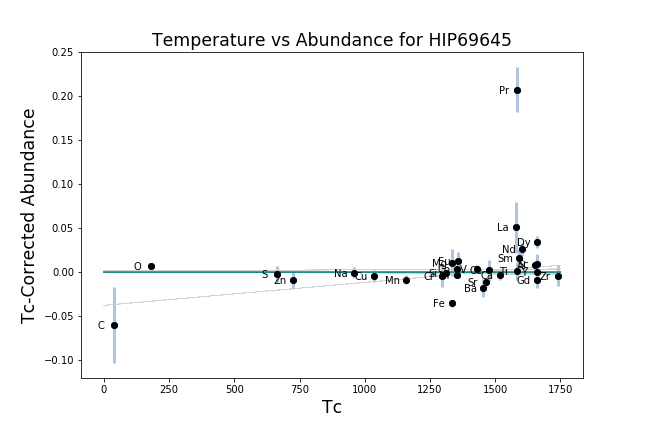 Temperature vs Abundance for HIP69645
Tc-Corrected Abundance
0.25
0.20
0.15
0.10
0.05
0.00
−0.05
−0.10
Pr
La
Dy
Nd
Sm
O
S
Zn
Na
Cu
Mn
Cr
Sr
Ba
Ca
Ti
Gd
Zr
Fe
C
0
250
500
750
1000
1250
1500
1750
Tc